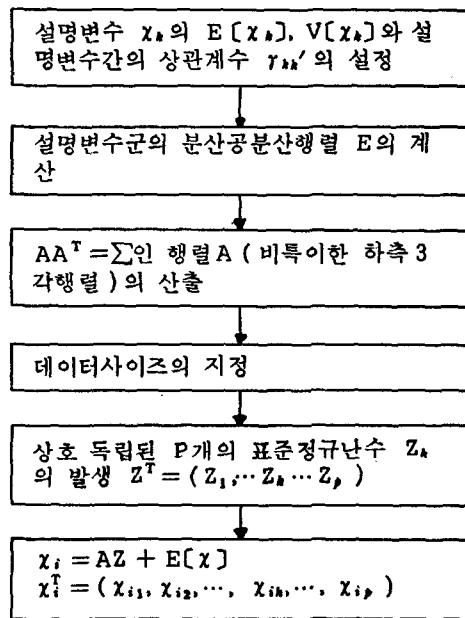 설명변수 χₖ의 E〔χₖ〕, V[χₖ]와 설
명변수간의 상관계수 γₖₖ′의 설정
설명변수군의 분산공분산행렬 E의 계
산
AAᵀ=∑인 행렬A (비특이한 하측3
각행렬)의 산출
데이터사이즈의 지정
상호 독립된 P개의 표준정규난수 Zₖ
의 발생 Zᵀ=(Z₁,…Zₖ…Zₚ)
χᵢ=AZ+E[χ]
χᵢᵀ=(χᵢ₁, χᵢ₂,…, χᵢₖ,…, χᵢₚ)